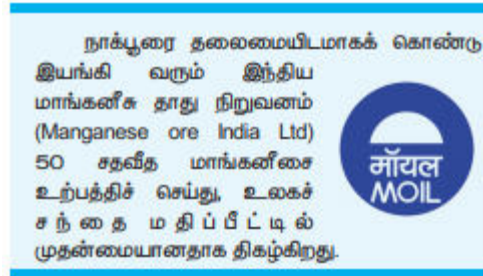 நாக்பூரை தலைமையிடமாகக் கொண்டு
இயங்கி வரும் இந்திய
மாங்கனீசு தாது நிறுவனம்
(Manganese ore India Ltd)
50 சதவீத மாங்கனீசை
உற்பத்திச் செய்து, உலகச்
சந்தை மதிப்பீட்டில்
முதன்மையானதாக திகழ்கிறது.
मॉयल
MOIL